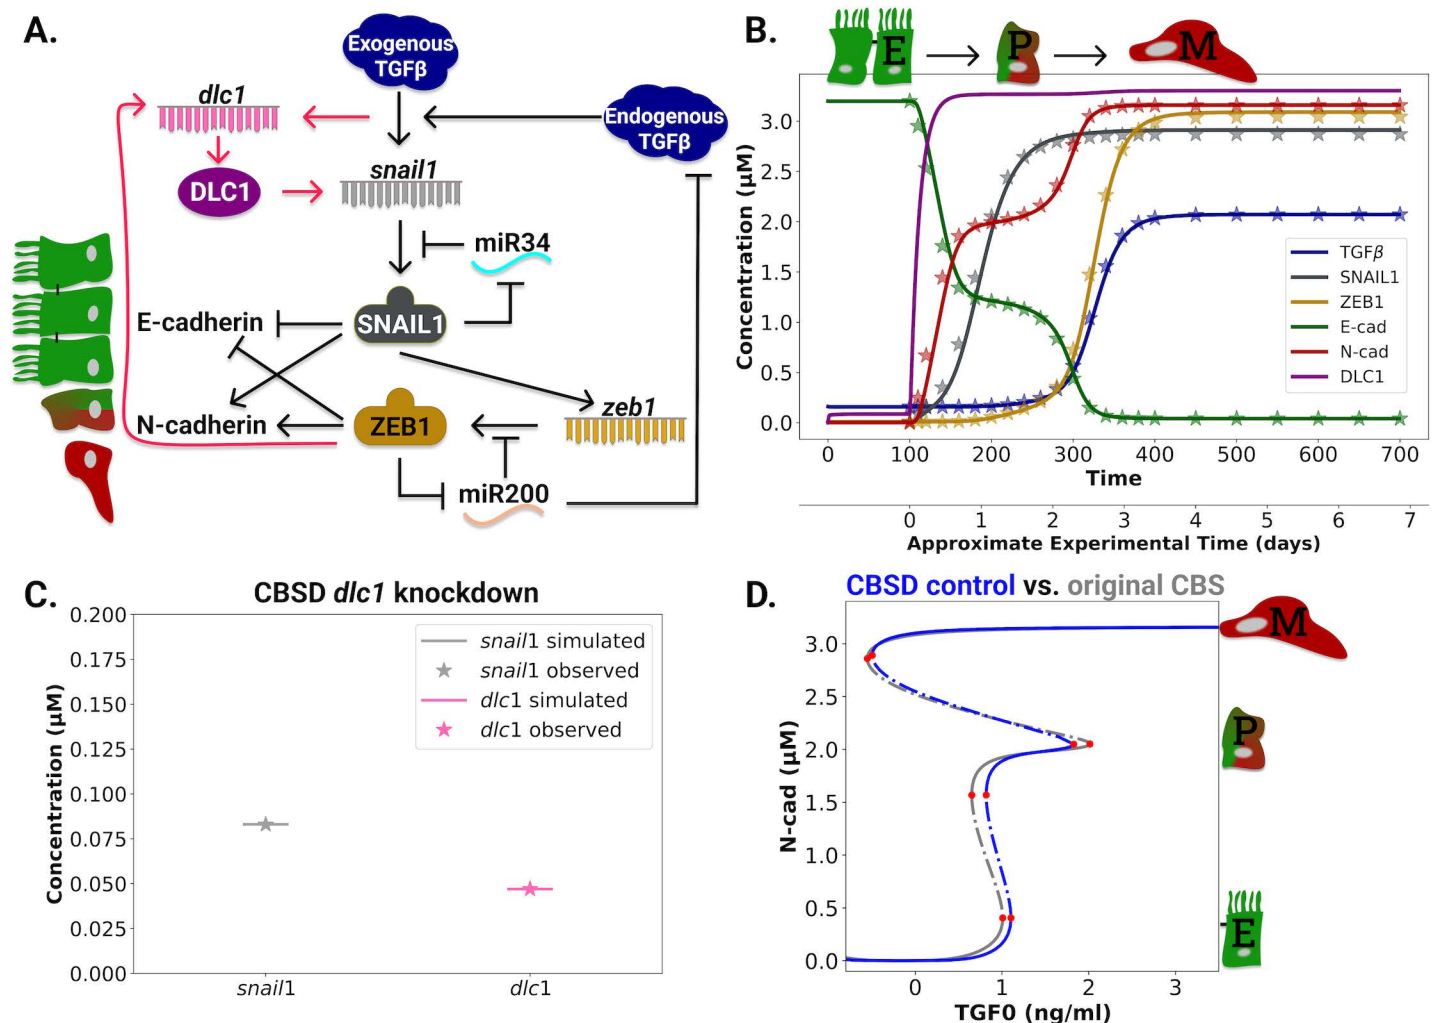 A.
Exogenous
TGFβ
dlc1
Endogenous
TGFβ
DLC1
snail1
miR34
E-cadherin
SNAIL1
N-cadherin
ZEB1
zeb1
miR200
B.
E
P
M
Concentration (μM)
3.0
2.5
2.0
1.5
1.0
0.5
0.0
TGFβ
SNAIL1
ZEB1
E-cad
N-cad
DLC1
0 100 200 300 400 500 600 700
Time
0 1 2 3 4 5 6 7
Approximate Experimental Time (days)
C.
CBSD dlc1 knockdown
Concentration (μM)
0.200
0.175
0.150
0.125
0.100
0.075
0.050
0.025
0.000
snail1 simulated
snail1 observed
dlc1 simulated
dlc1 observed
snail1 dlc1
D.
CBSD control vs. original CBS
N-cad (μM)
3.0
2.5
2.0
1.5
1.0
0.5
0.0
M
P
E
0 1 2 3
TGF0 (ng/ml)